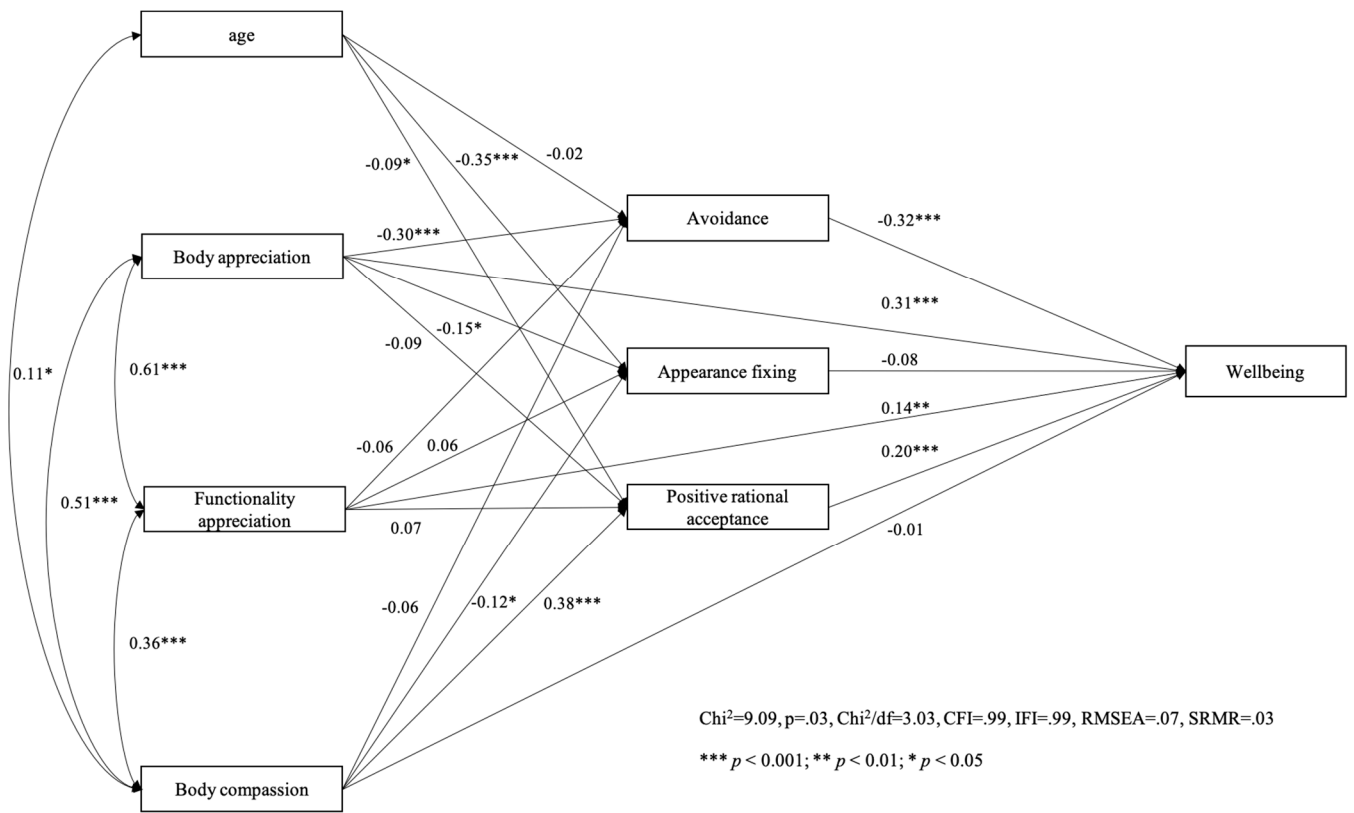 age
-0.09*
-0.35***
-0.02
Avoidance
-0.32***
-0.30***
Body appreciation
0.31***
-0.15*
-0.09
0.11*
0.61***
Appearance fixing
-0.08
Wellbeing
0.14**
-0.06
0.06
0.20***
0.51***
Functionality
appreciation
Positive rational
acceptance
0.07
-0.01
-0.06
-0.12*
0.38***
0.36***
Chi²=9.09, p=.03, Chi²/df=3.03, CFI=.99, IFI=.99, RMSEA=.07, SRMR=.03
*** p < 0.001; ** p < 0.01; * p < 0.05
Body compassion